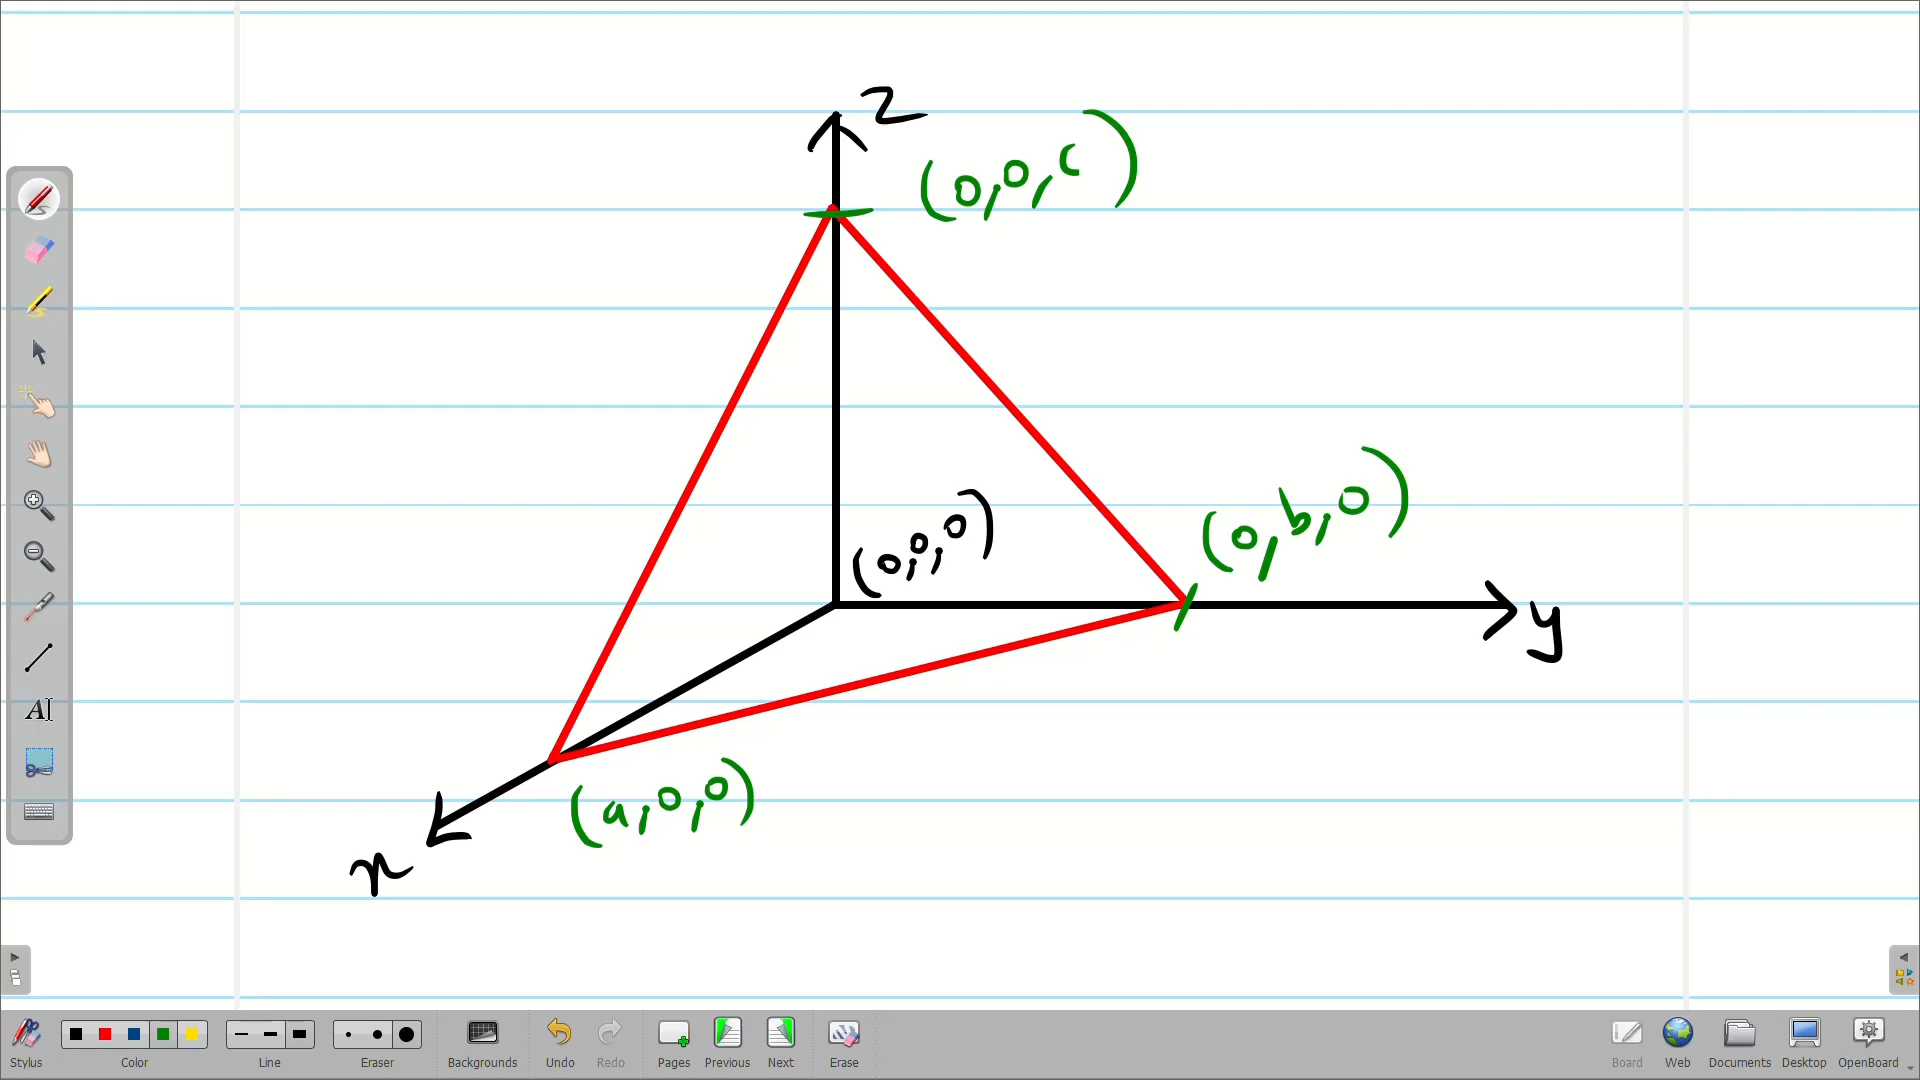 z
(0,0,c)
(0,0,0)
(0,b,0)
y
(a,0,0)
x
AI
Stylus
Color
Line
Eraser
Backgrounds
Undo
Redo
Pages
Previous
Next
Erase
Board
Web
Documents
Desktop
OpenBoard